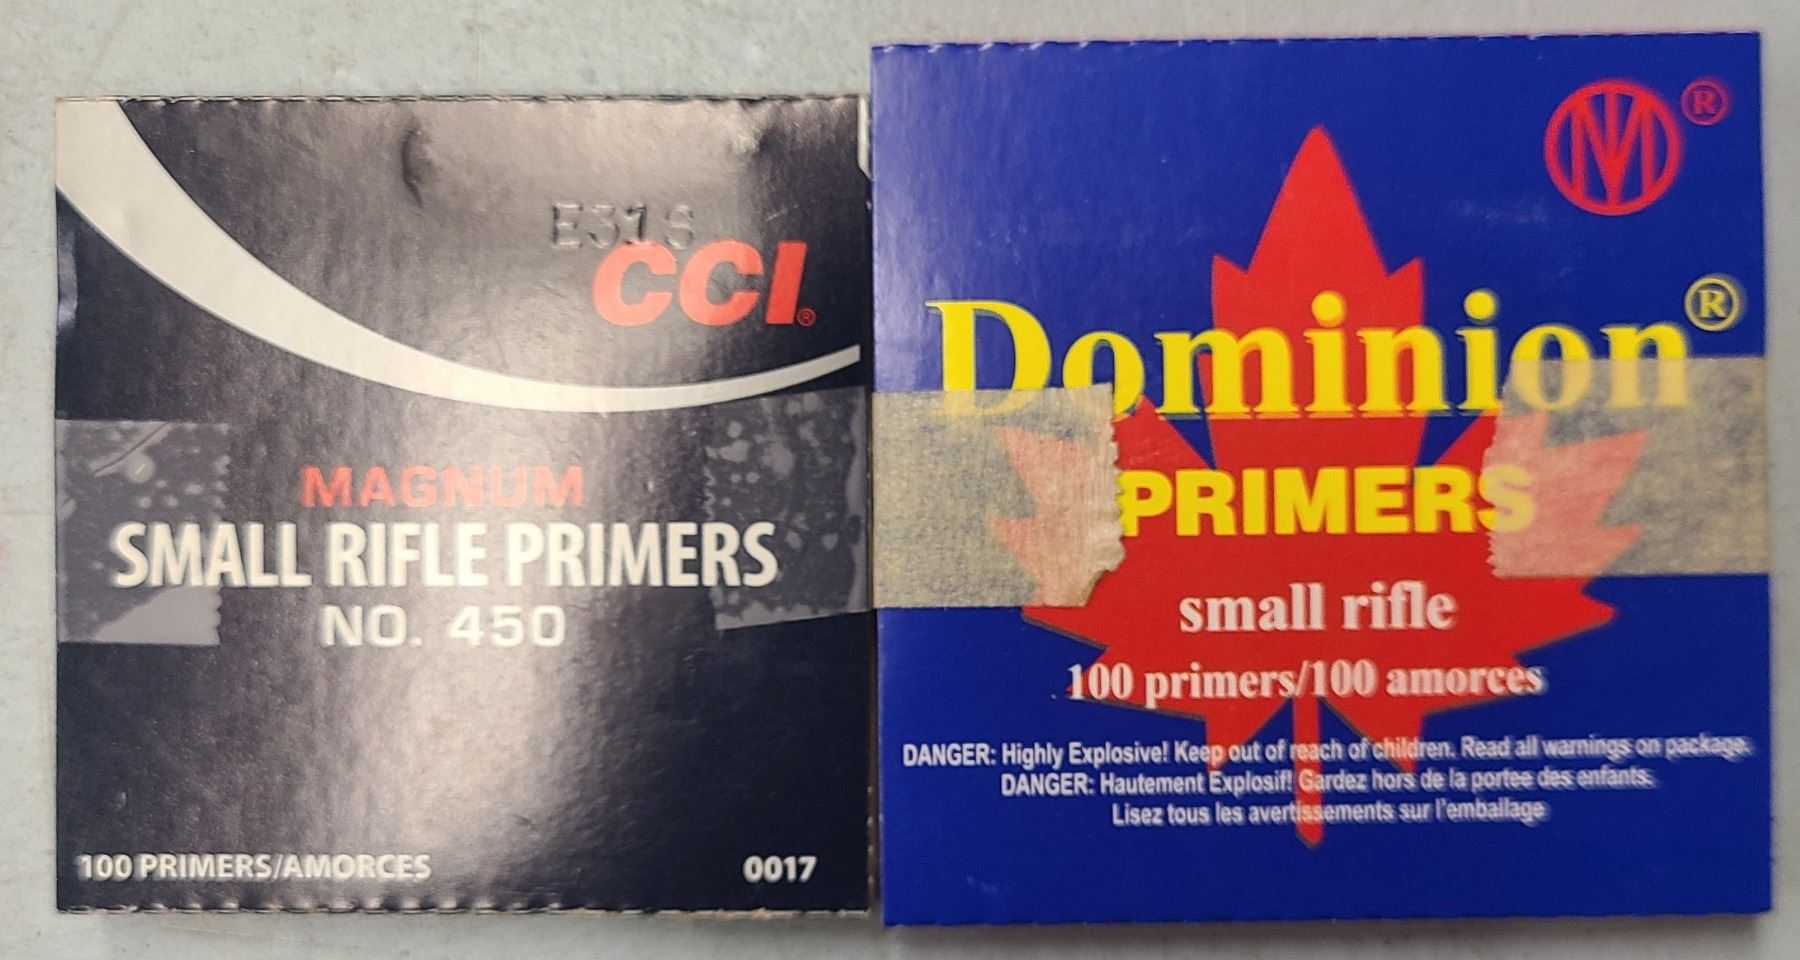 E31S
CCI®
MAGNUM
SMALL RIFLE PRIMERS
NO. 450
100 PRIMERS/AMORCES
0017
®
Dominion®
PRIMERS
small rifle
100 primers/100 amorces
DANGER: Highly Explosive! Keep out of reach of children. Read all warnings on package.
DANGER: Hautement Explosif! Gardez hors de la portee des enfants.
Lisez tous les avertissements sur l'emballage